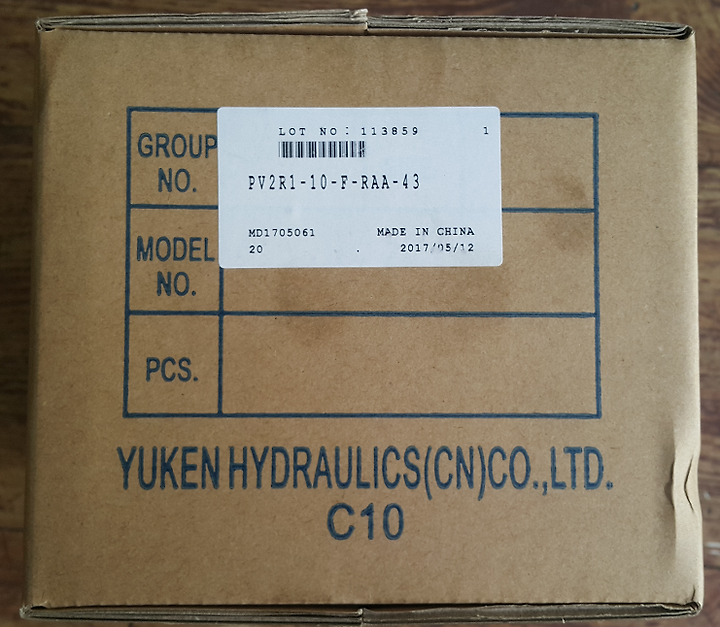 LOT NO: 113859 1
PV2R1-10-F-RAA-43
MD1705061 MADE IN CHINA
20 . 2017/05/12
GROUP
NO.
MODEL
NO.
PCS.
YUKEN HYDRAULICS(CN)CO.,LTD.
C10